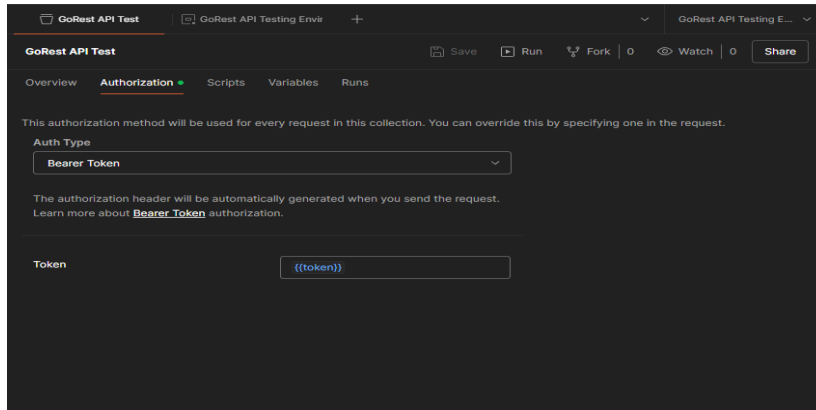 GoRest API Test GoRest API Testing Envir GoRest API Testing E...
GoRest API Test Save Run Fork 0 Watch 0 Share
Overview Authorization Scripts Variables Runs
This authorization method will be used for every request in this collection. You can override this by specifying one in the request.
Auth Type
Bearer Token
The authorization header will be automatically generated when you send the request.
Learn more about Bearer Token authorization.
Token {{token}}